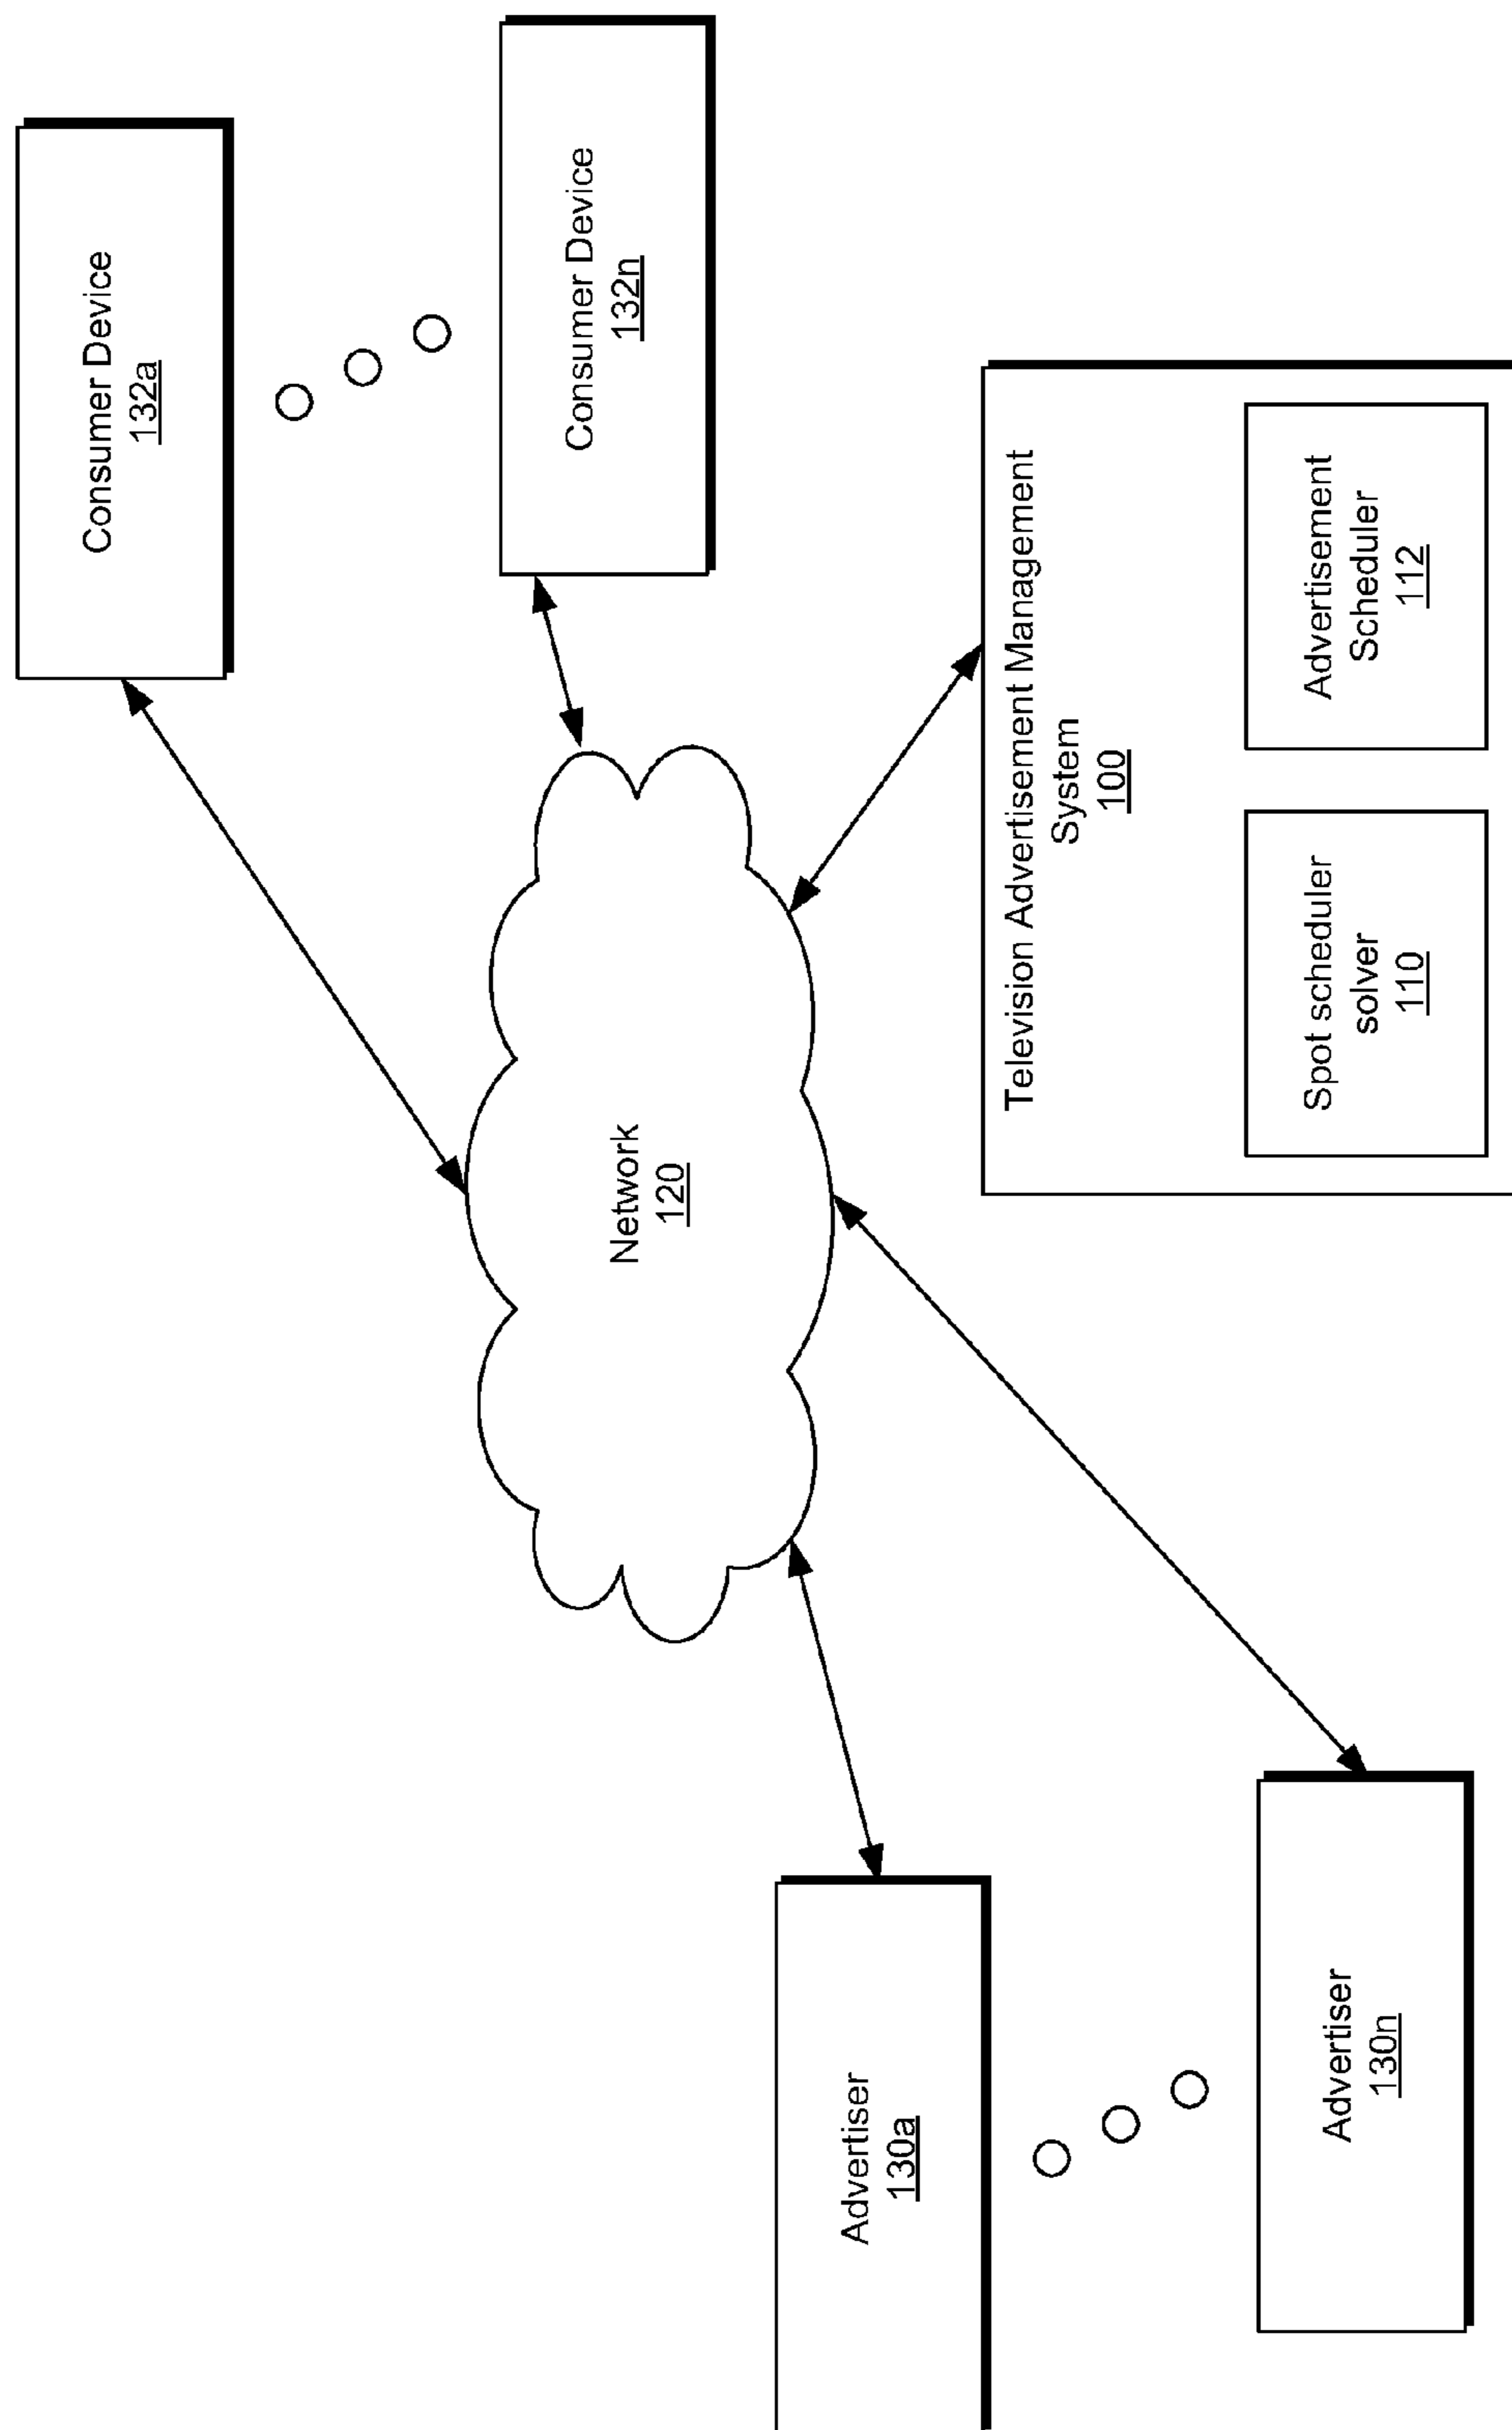 Consumer Device
132a
Consumer Device
132n
Network
120
Television Advertisement Management
System
100
Spot scheduler
solver
110
Advertisement
Scheduler
112
Advertiser
130a
Advertiser
130n